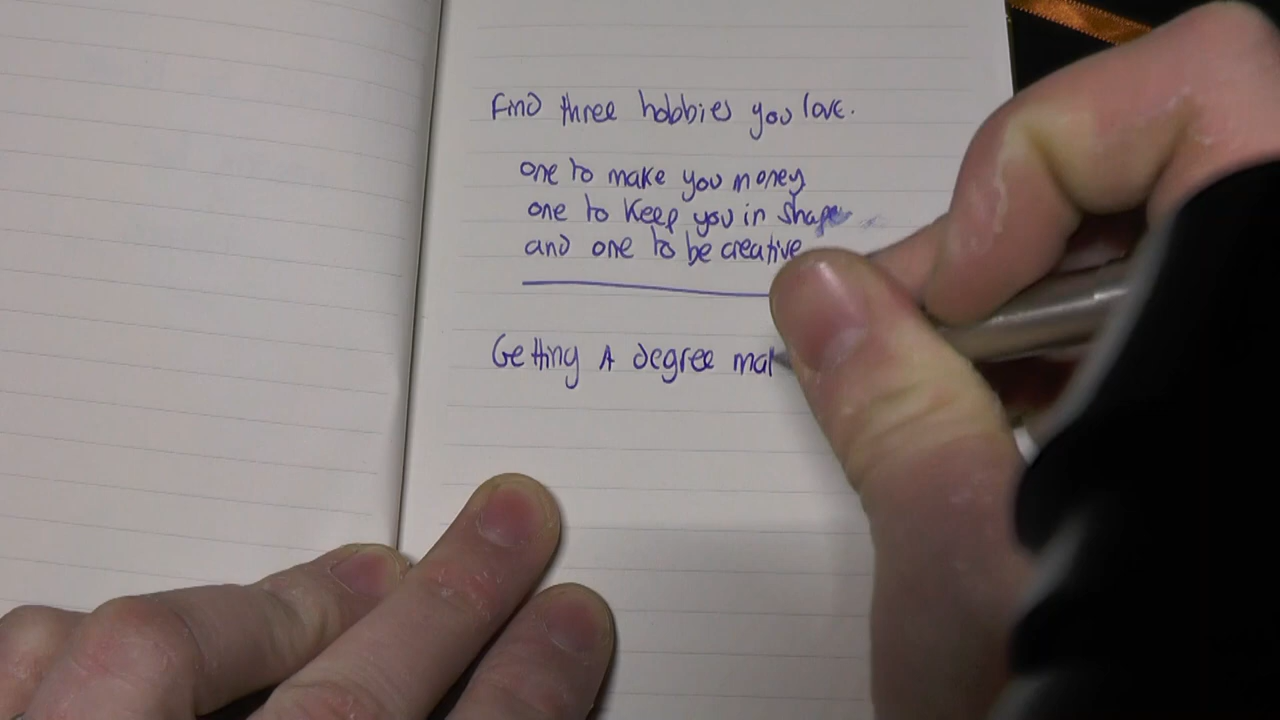 Find three hobbies you love.
one to make you money
one to keep you in shape
and one to be creative
Getting A degree mak